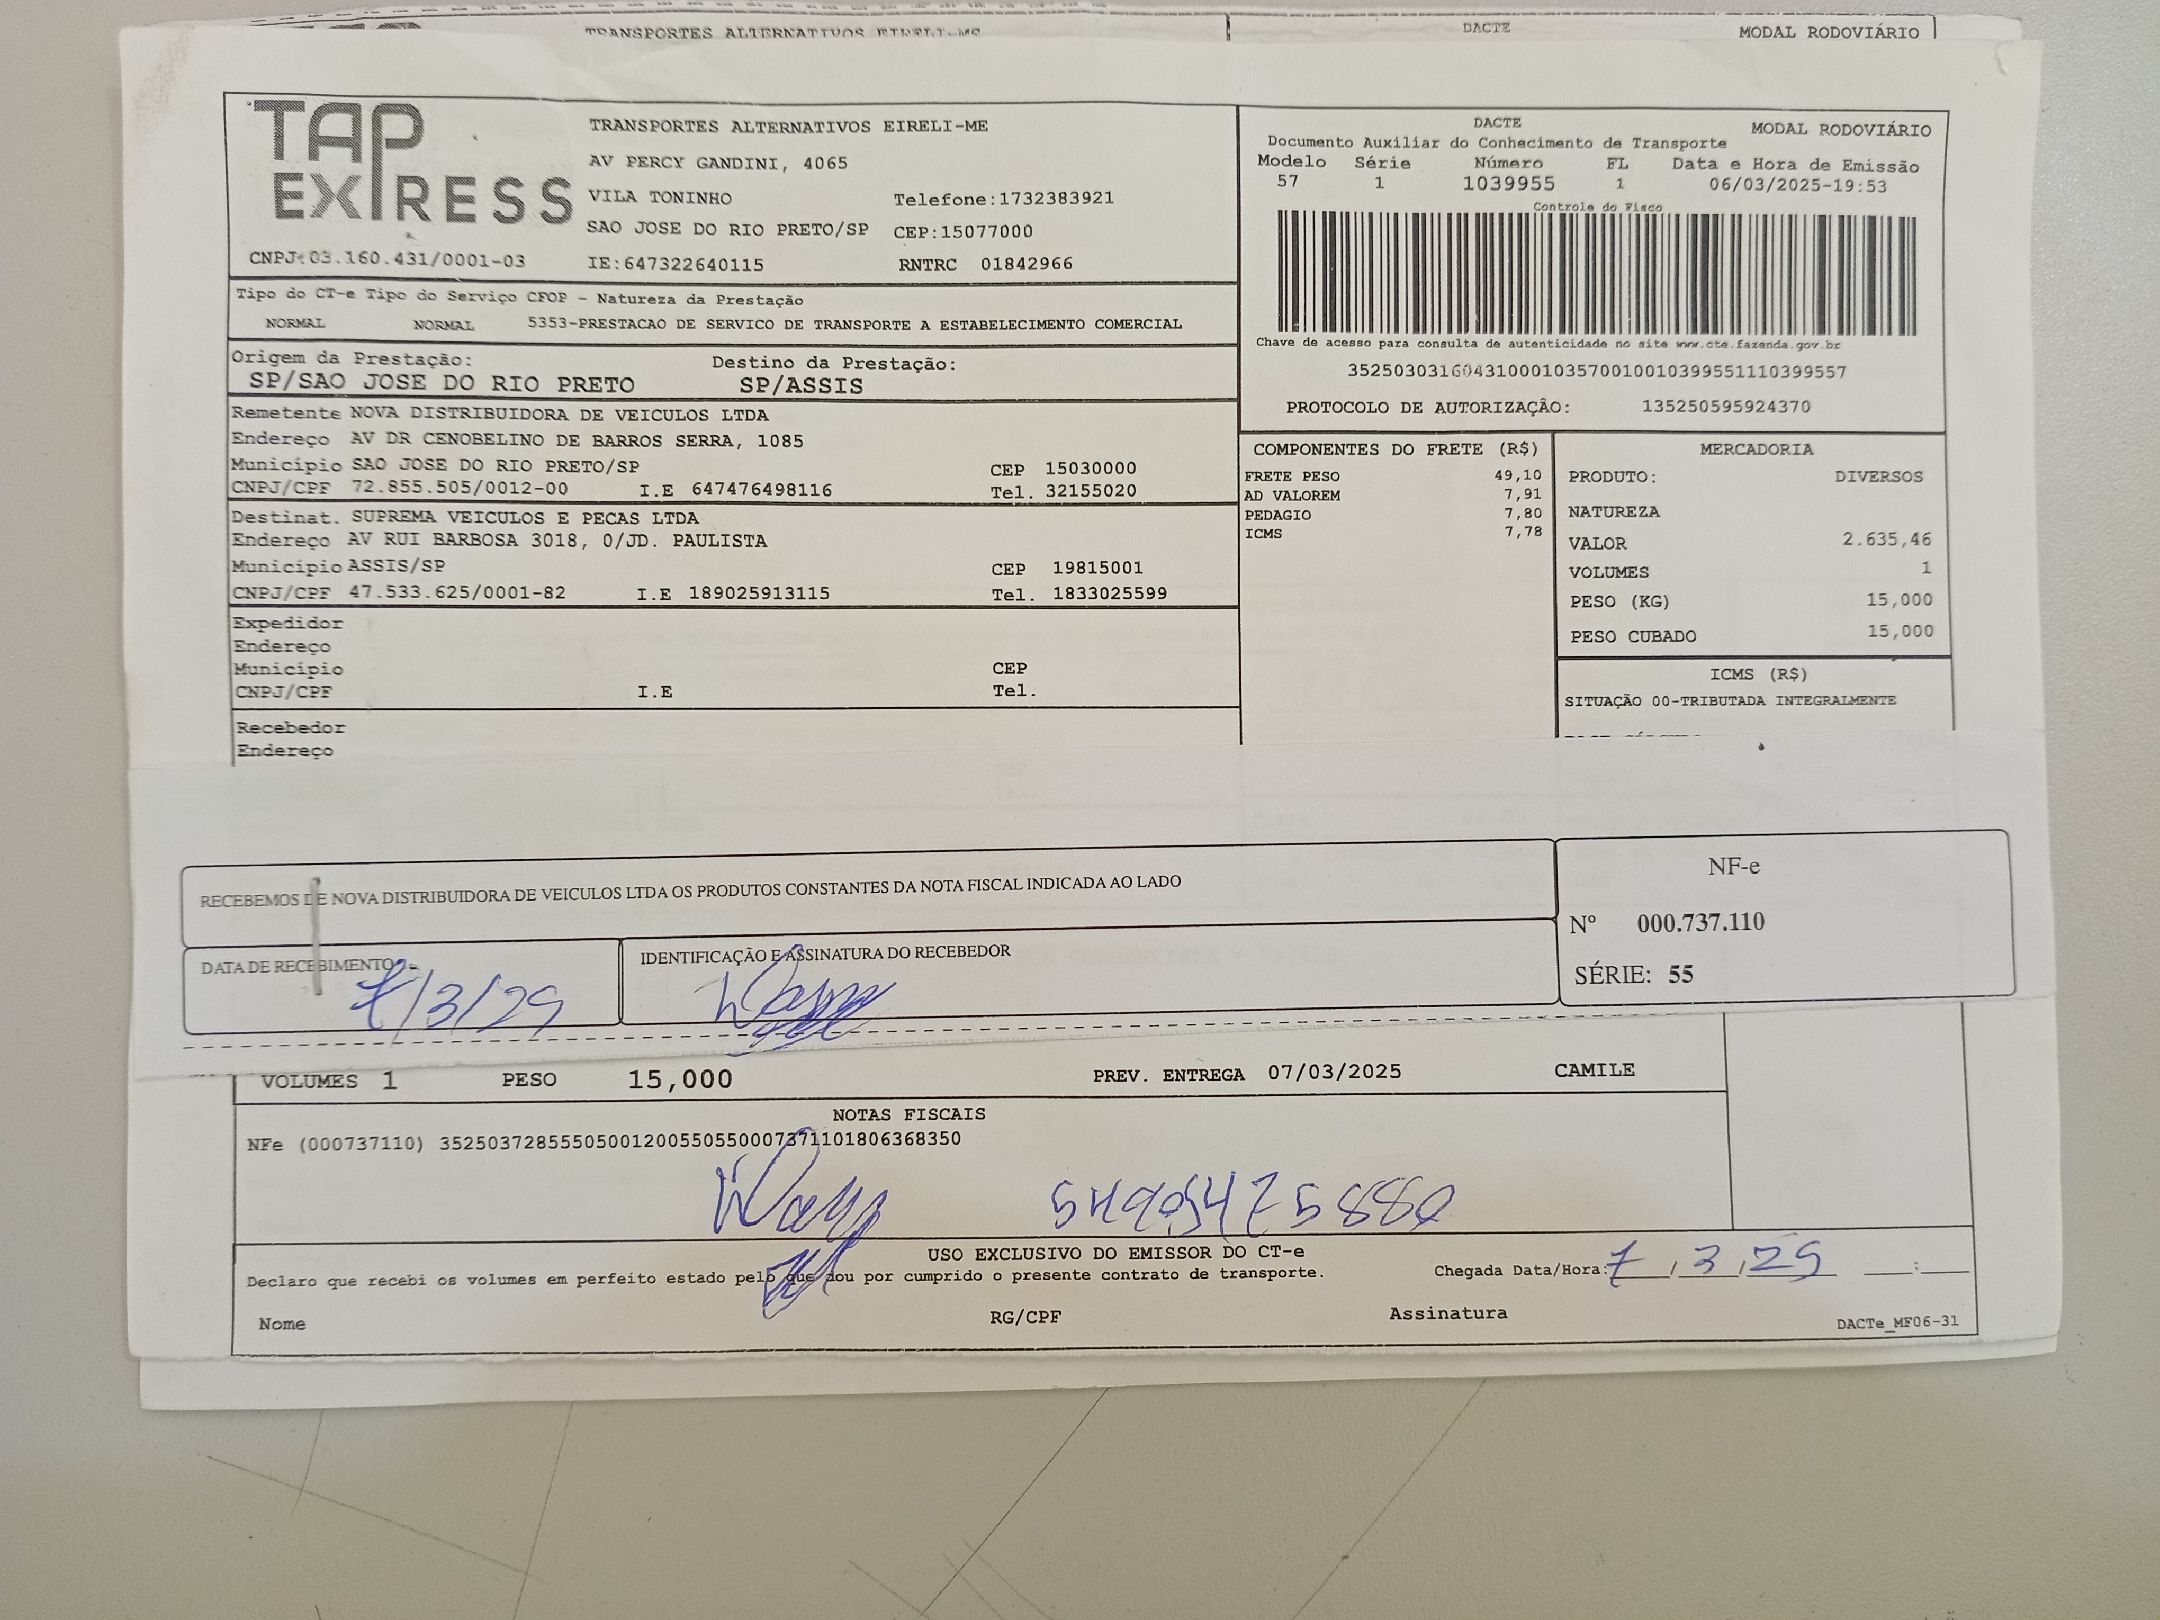 TRANSPORTES ALTERNATIVOS EIRELI-ME
DACTE
MODAL RODOVIÁRIO
TAP EXPRESS
CNPJ:03.160.431/0001-03
TRANSPORTES ALTERNATIVOS EIRELI-ME
AV PERCY GANDINI, 4065
VILA TONINHO Telefone:1732383921
SAO JOSE DO RIO PRETO/SP CEP:15077000
IE:647322640115 RNTRC 01842966
DACTE MODAL RODOVIÁRIO
Documento Auxiliar do Conhecimento de Transporte
Modelo Série Número FL Data e Hora de Emissão
57 1 1039955 1 06/03/2025-19:53
Controle do Fisco
Chave de acesso para consulta de autenticidade no site www.cte.fazenda.gov.br
35250303160431000103570010010399551110399557
PROTOCOLO DE AUTORIZAÇÃO: 135250595924370
Tipo do CT-e Tipo do Serviço CFOP - Natureza da Prestação
NORMAL NORMAL 5353-PRESTACAO DE SERVICO DE TRANSPORTE A ESTABELECIMENTO COMERCIAL
Origem da Prestação: Destino da Prestação:
SP/SAO JOSE DO RIO PRETO SP/ASSIS
Remetente NOVA DISTRIBUIDORA DE VEICULOS LTDA
Endereço AV DR CENOBELINO DE BARROS SERRA, 1085
Município SAO JOSE DO RIO PRETO/SP CEP 15030000
CNPJ/CPF 72.855.505/0012-00 I.E 647476498116 Tel. 32155020
Destinat. SUPREMA VEICULOS E PECAS LTDA
Endereço AV RUI BARBOSA 3018, 0/JD. PAULISTA
Município ASSIS/SP CEP 19815001
CNPJ/CPF 47.533.625/0001-82 I.E 189025913115 Tel. 1833025599
Expedidor
Endereço
Município CEP
CNPJ/CPF I.E Tel.
Recebedor
Endereço
COMPONENTES DO FRETE (R$)
FRETE PESO 49,10
AD VALOREM 7,91
PEDAGIO 7,80
ICMS 7,78
MERCADORIA
PRODUTO: DIVERSOS
NATUREZA
VALOR 2.635,46
VOLUMES 1
PESO (KG) 15,000
PESO CUBADO 15,000
ICMS (R$)
SITUAÇÃO 00-TRIBUTADA INTEGRALMENTE
RECEBEMOS DE NOVA DISTRIBUIDORA DE VEICULOS LTDA OS PRODUTOS CONSTANTES DA NOTA FISCAL INDICADA AO LADO
DATA DE RECEBIMENTO
7/3/25
IDENTIFICAÇÃO E ASSINATURA DO RECEBEDOR
NF-e
Nº 000.737.110
SÉRIE: 55
VOLUMES 1 PESO 15,000 PREV. ENTREGA 07/03/2025 CAMILE
NOTAS FISCAIS
NFe (000737110) 35250372855505001200550550007371101806368350
USO EXCLUSIVO DO EMISSOR DO CT-e
Declaro que recebi os volumes em perfeito estado pelo que dou por cumprido o presente contrato de transporte. Chegada Data/Hora: 7/3/25 __:__
Nome RG/CPF Assinatura
DACTe_MF06-31